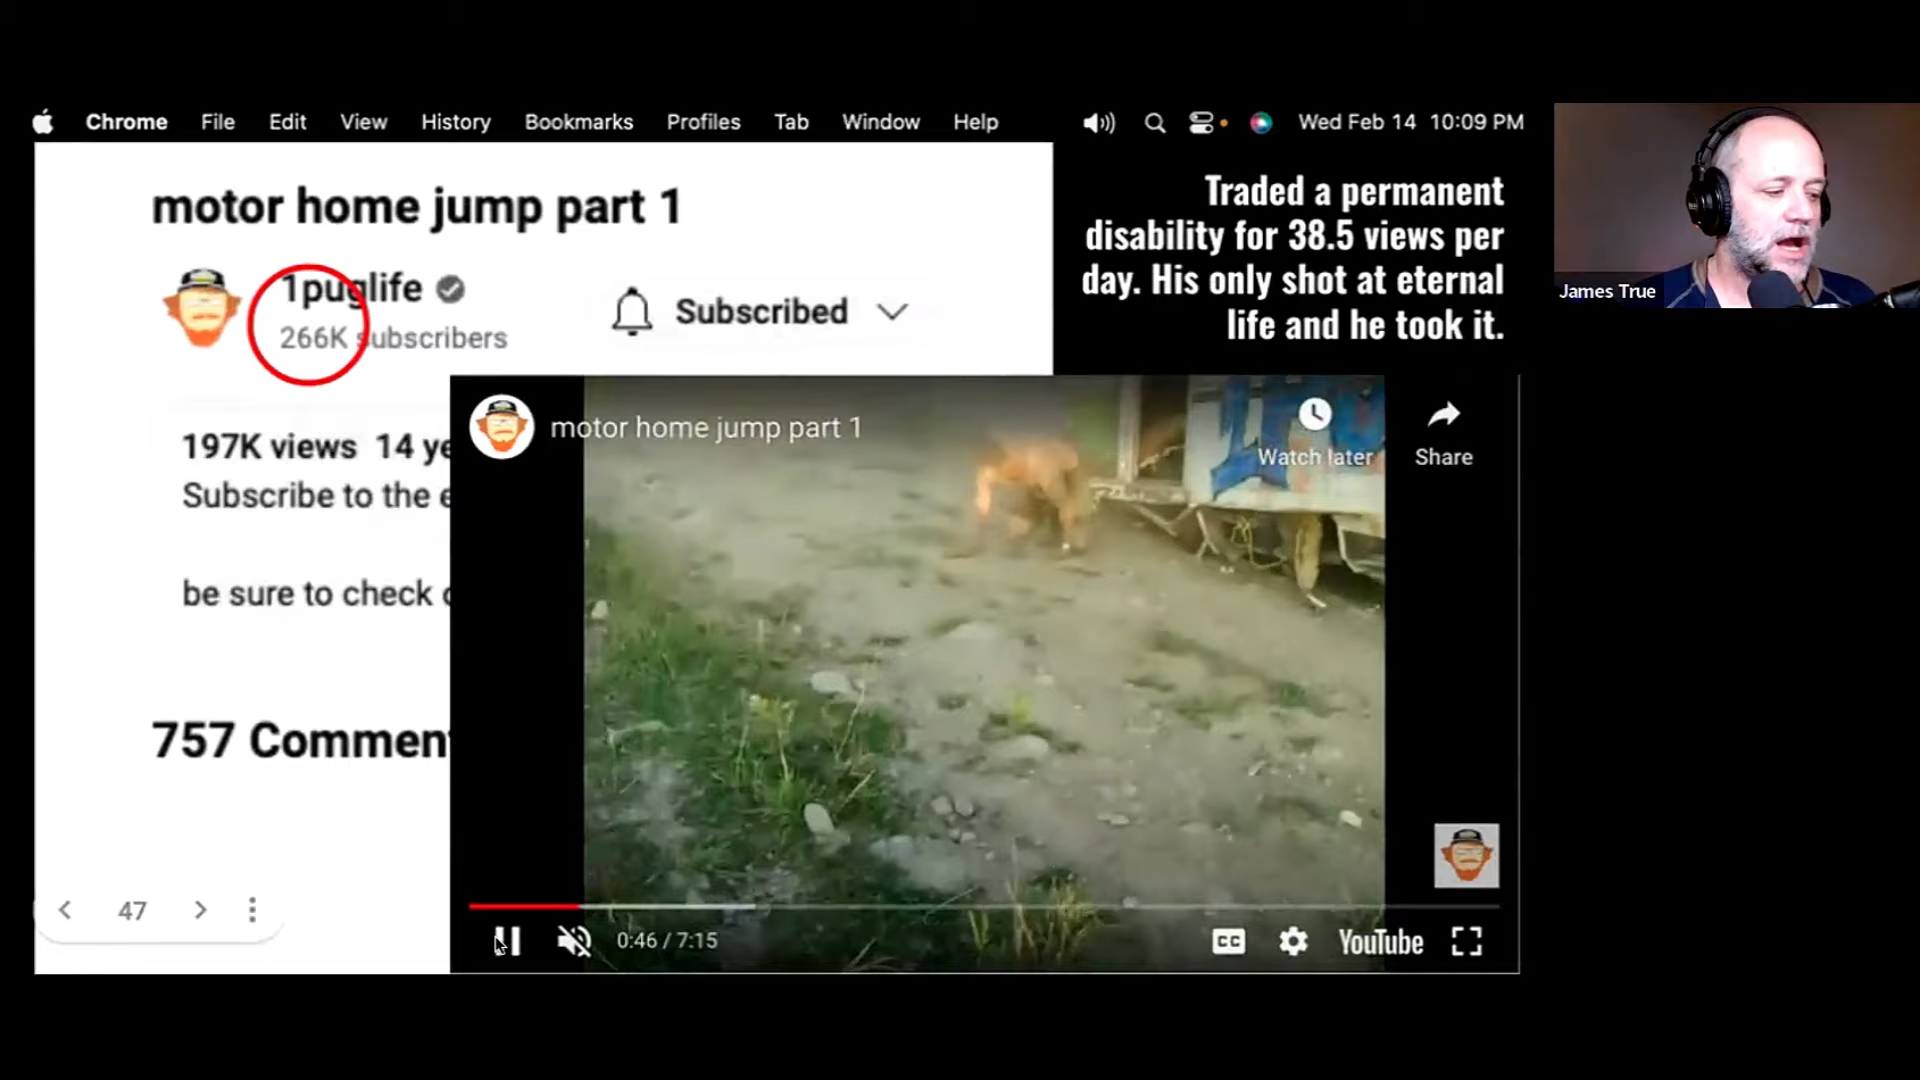 Chrome File Edit View History Bookmarks Profiles Tab Window Help
Wed Feb 14 10:09 PM
motor home jump part 1
1puglife
266K subscribers
Subscribed
197K views 14 ye
Subscribe to the e
be sure to check
757 Commen
47
Traded a permanent
disability for 38.5 views per
day. His only shot at eternal
life and he took it.
James True
motor home jump part 1
Watch later
Share
0:46 / 7:15
CC
YouTube